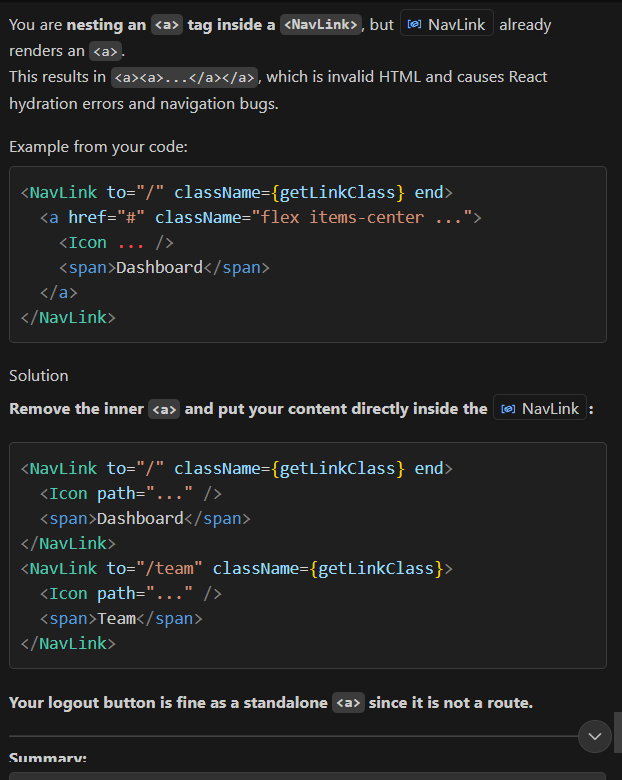 You are nesting an <a> tag inside a <NavLink>, but NavLink already
renders an <a>.
This results in <a><a>...</a></a>, which is invalid HTML and causes React
hydration errors and navigation bugs.
Example from your code:
<NavLink to="/" className={getLinkClass} end>
  <a href="#" className="flex items-center ...">
    <Icon ... />
    <span>Dashboard</span>
  </a>
</NavLink>
Solution
Remove the inner <a> and put your content directly inside the NavLink :
<NavLink to="/" className={getLinkClass} end>
  <Icon path="..." />
  <span>Dashboard</span>
</NavLink>
<NavLink to="/team" className={getLinkClass}>
  <Icon path="..." />
  <span>Team</span>
</NavLink>
Your logout button is fine as a standalone <a> since it is not a route.
Summary: